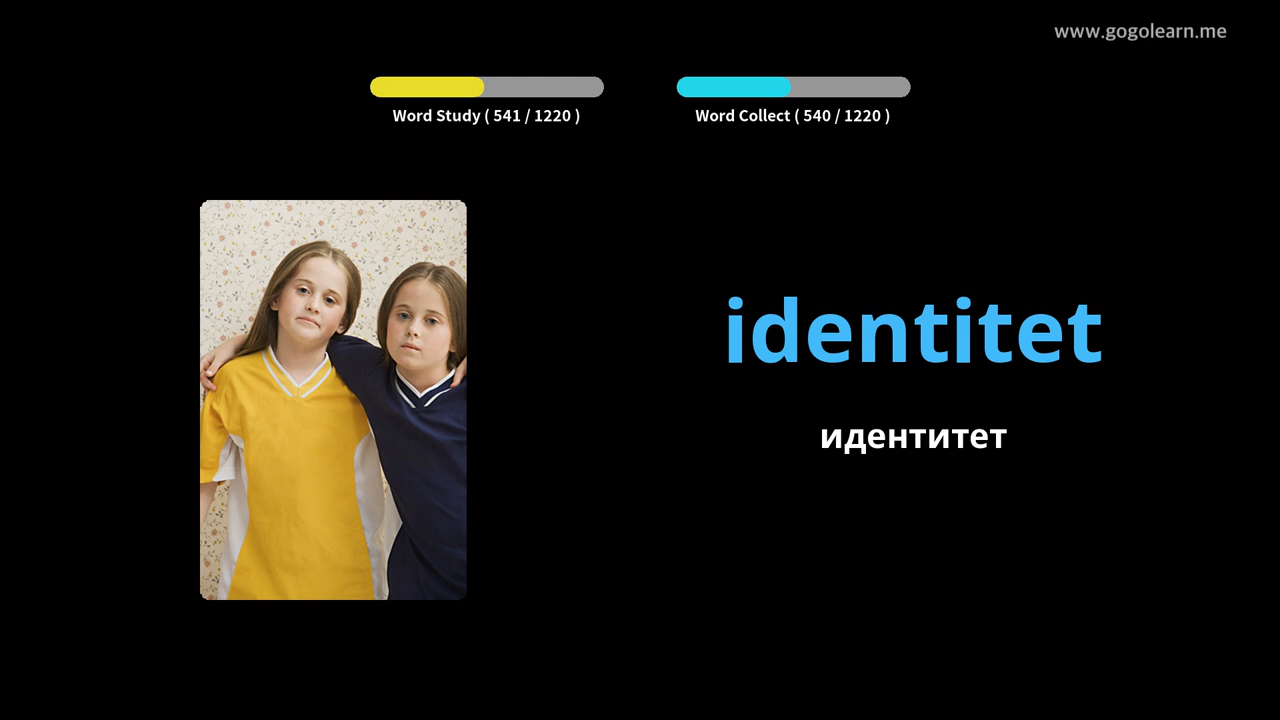 www.gogolearn.me
Word Study ( 541 / 1220 )
Word Collect ( 540 / 1220 )
identitet
идентитет